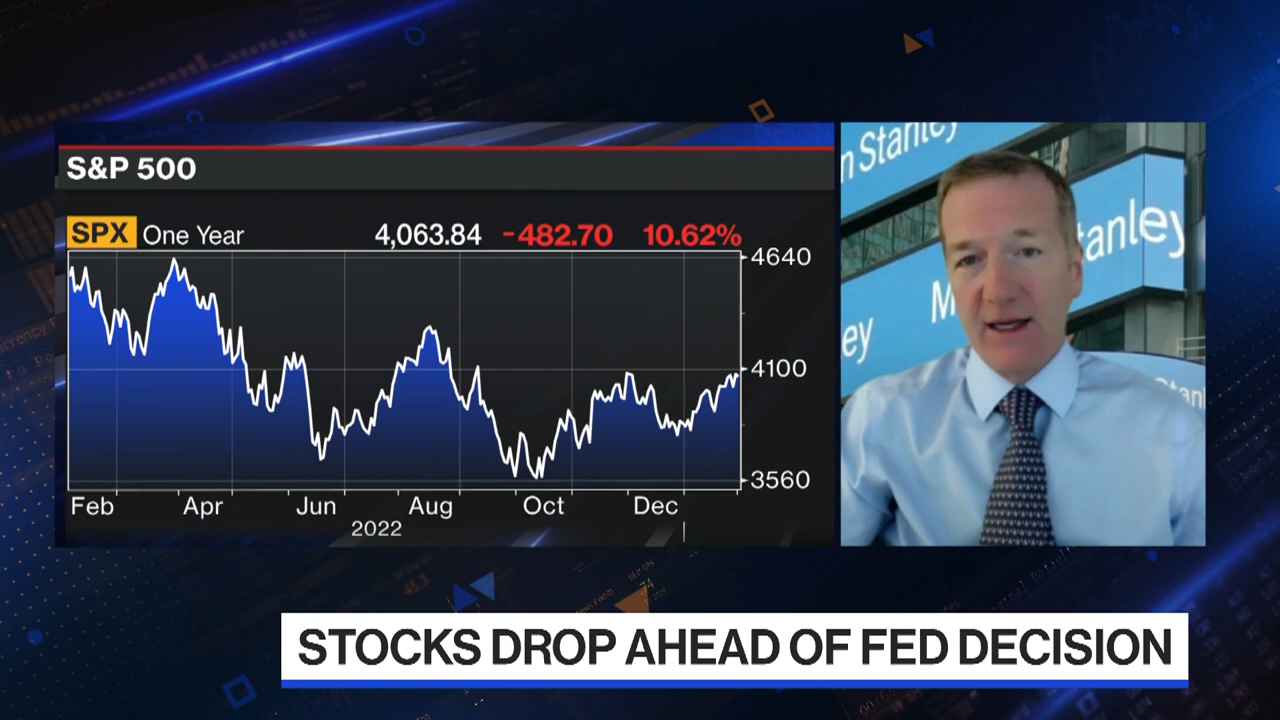 S&P 500
SPX One Year 4,063.84 -482.70 10.62%
4640
4100
3560
Feb Apr Jun Aug Oct Dec
2022
n Stanley
tanley
M
ey
Stan
STOCKS DROP AHEAD OF FED DECISION